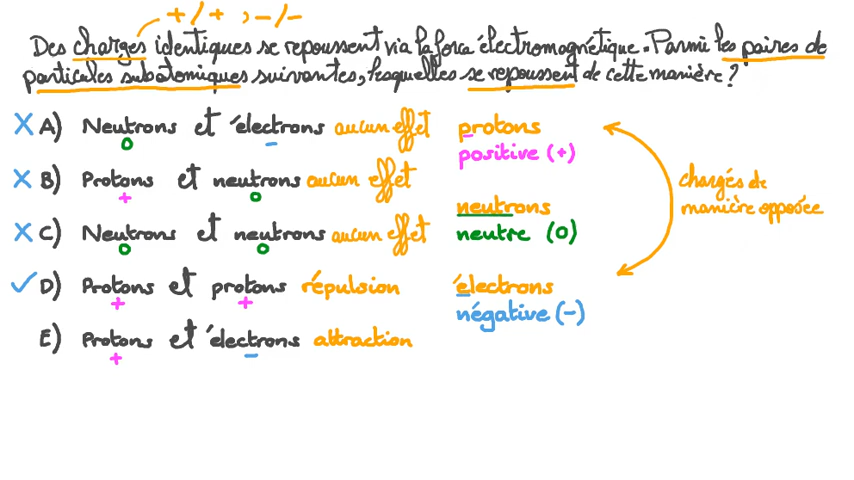 +/+ , -/-
Des charges identiques se repoussent via la force électromagnétique. Parmi les paires de
particules subatomiques suivantes, lesquelles se repoussent de cette manière ?
X A) Neutrons et électrons aucun effet
0 -
protons
positive (+)
X B) Protons et neutrons aucun effet
+ 0
chargés de
manière opposée
neutrons
neutre (0)
X C) Neutrons et neutrons aucun effet
0 0
✓ D) Protons et protons répulsion
+ +
électrons
négative (-)
E) Protons et électrons attraction
+ -